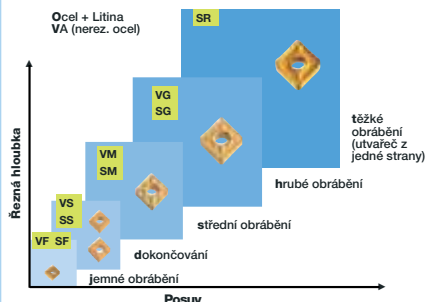 Ocel + Litina
VA (nerez. ocel)
SR
VG
SG
VM
SM
VS
SS
VF SF
těžké
obrábění
(utvařeč z
jedné strany)
hrubé obrábění
střední obrábění
dokončování
jemné obrábění
Řezná hloubka
Posuv